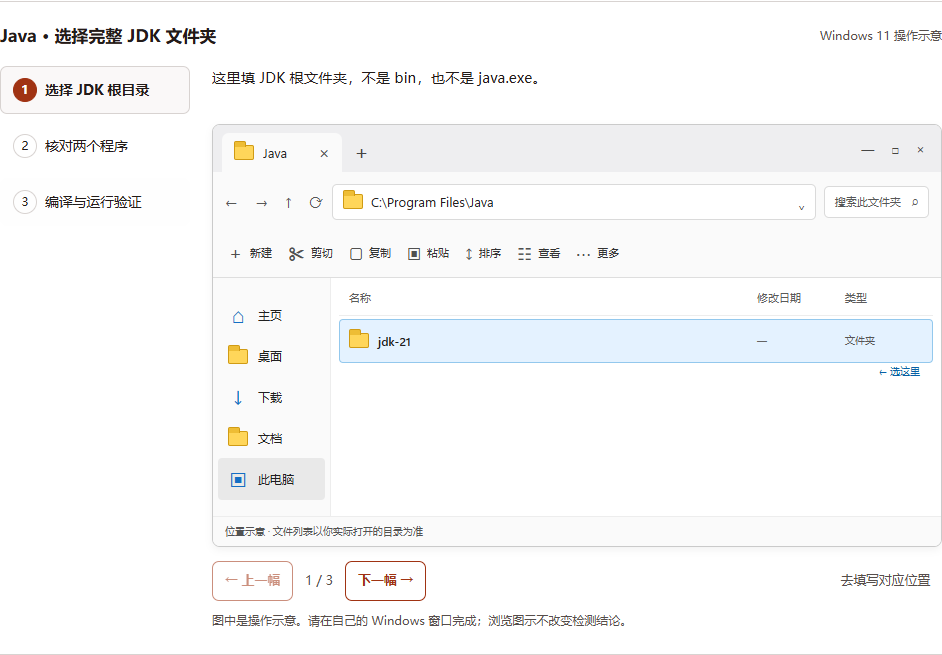 Java • 选择完整 JDK 文件夹
Windows 11 操作示意
1 选择 JDK 根目录
2 核对两个程序
3 编译与运行验证
这里填 JDK 根文件夹，不是 bin，也不是 java.exe。
Java × +
— □ ×
← → ↑ ⟳ C:\Program Files\Java ⌄
搜索此文件夹 ⌕
+ 新建 ✂ 剪切 ▢ 复制 ▣ 粘贴 ↕ 排序 ☷ 查看 ··· 更多
主页
桌面
↓ 下载
文档
此电脑
名称 修改日期 类型
jdk-21 — 文件夹
← 选这里
位置示意 · 文件列表以你实际打开的目录为准
← 上一幅 1 / 3 下一幅 →
去填写对应位置
图中是操作示意。请在自己的 Windows 窗口完成；浏览图示不改变检测结论。